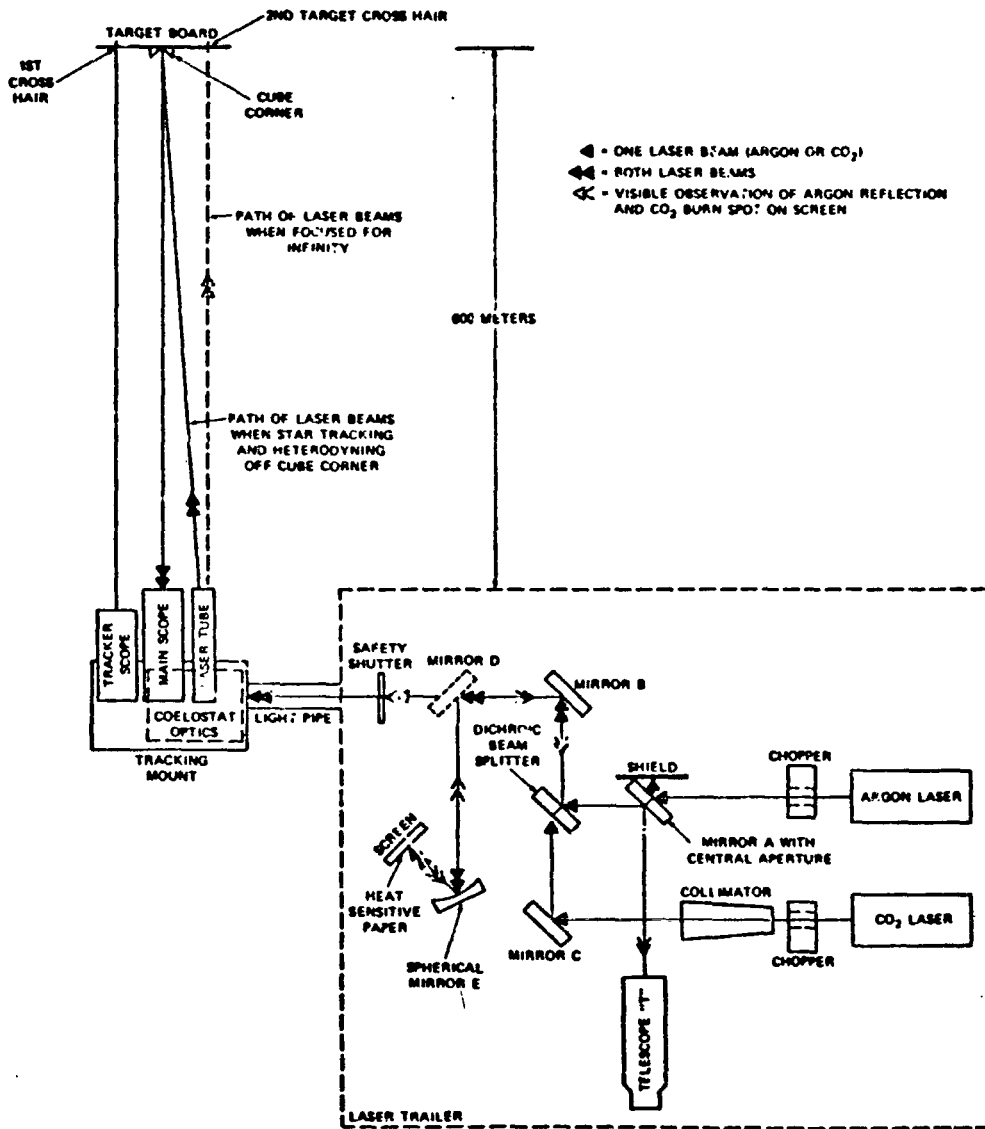 2ND TARGET CROSS HAIR
TARGET BOARD
1ST
CROSS
HAIR
CUBE
CORNER
= ONE LASER BEAM (ARGON OR CO₂)
= BOTH LASER BEAMS
= VISIBLE OBSERVATION OF ARGON REFLECTION
AND CO₂ BURN SPOT ON SCREEN
PATH OF LASER BEAMS
WHEN FOCUSED FOR
INFINITY
600 METERS
PATH OF LASER BEAMS
WHEN STAR TRACKING
AND HETERODYNING
OFF CUBE CORNER
TRACKER
SCOPE
MAIN SCOPE
LASER TUBE
COELOSTAT
OPTICS
TRACKING
MOUNT
LIGHT PIPE
SAFETY
SHUTTER
MIRROR D
MIRROR B
DICHROIC
BEAM
SPLITTER
SHIELD
CHOPPER
ARGON LASER
MIRROR A WITH
CENTRAL APERTURE
SCREEN
HEAT
SENSITIVE
PAPER
SPHERICAL
MIRROR E
MIRROR C
COLLIMATOR
CO₂ LASER
CHOPPER
TELESCOPE "T"
LASER TRAILER